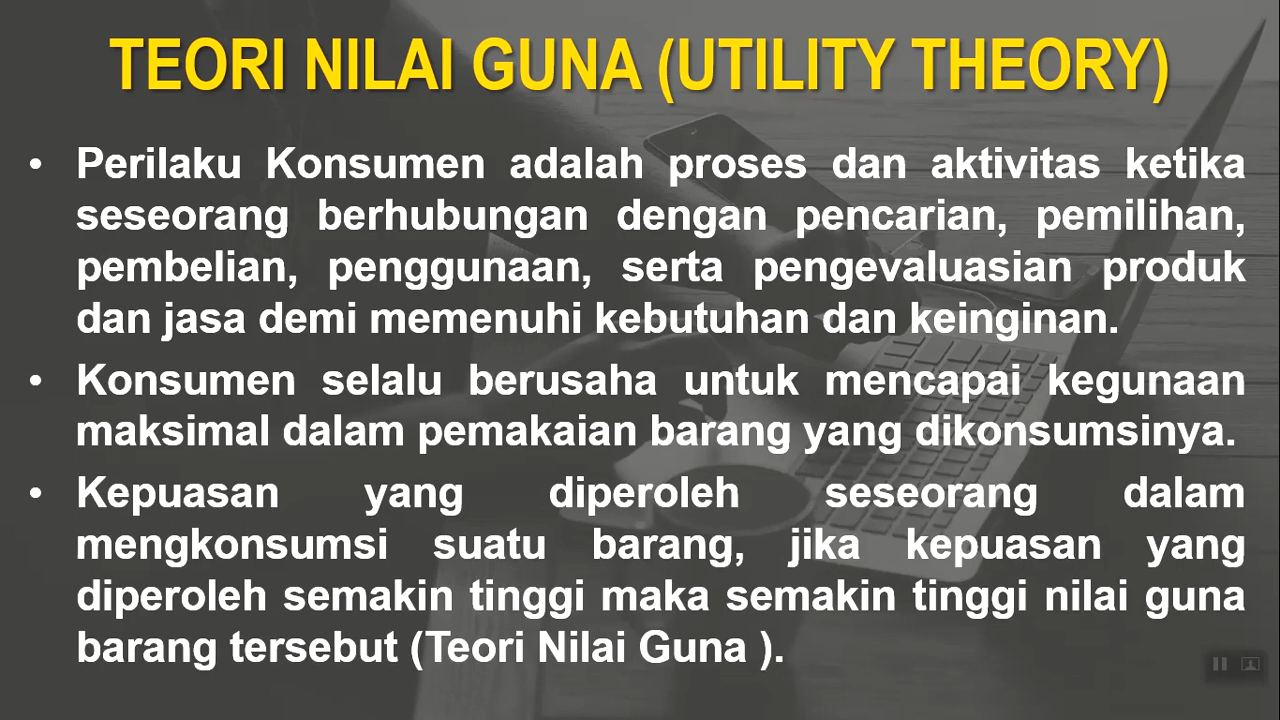 TEORI NILAI GUNA (UTILITY THEORY)
• Perilaku Konsumen adalah proses dan aktivitas ketika
seseorang berhubungan dengan pencarian, pemilihan,
pembelian, penggunaan, serta pengevaluasian produk
dan jasa demi memenuhi kebutuhan dan keinginan.
• Konsumen selalu berusaha untuk mencapai kegunaan
maksimal dalam pemakaian barang yang dikonsumsinya.
• Kepuasan yang diperoleh seseorang dalam
mengkonsumsi suatu barang, jika kepuasan yang
diperoleh semakin tinggi maka semakin tinggi nilai guna
barang tersebut (Teori Nilai Guna ).